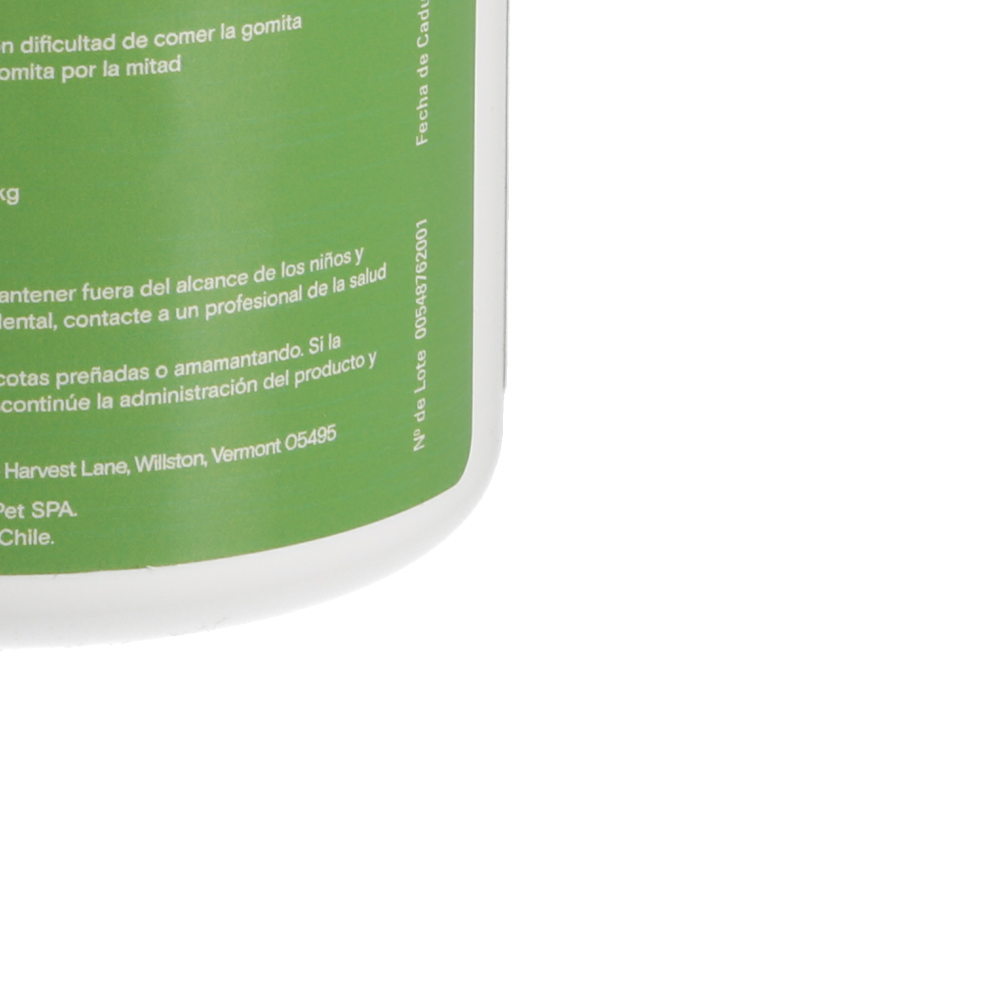 n dificultad de comer la gomita
omita por la mitad
kg
antener fuera del alcance de los niños y
dental, contacte a un profesional de la salud
cotas preñadas o amamantando. Si la
continúe la administración del producto y
Harvest Lane, Willston, Vermont 05495
Pet SPA.
Chile.
Fecha de Cadu
Nº de Lote 00548762001